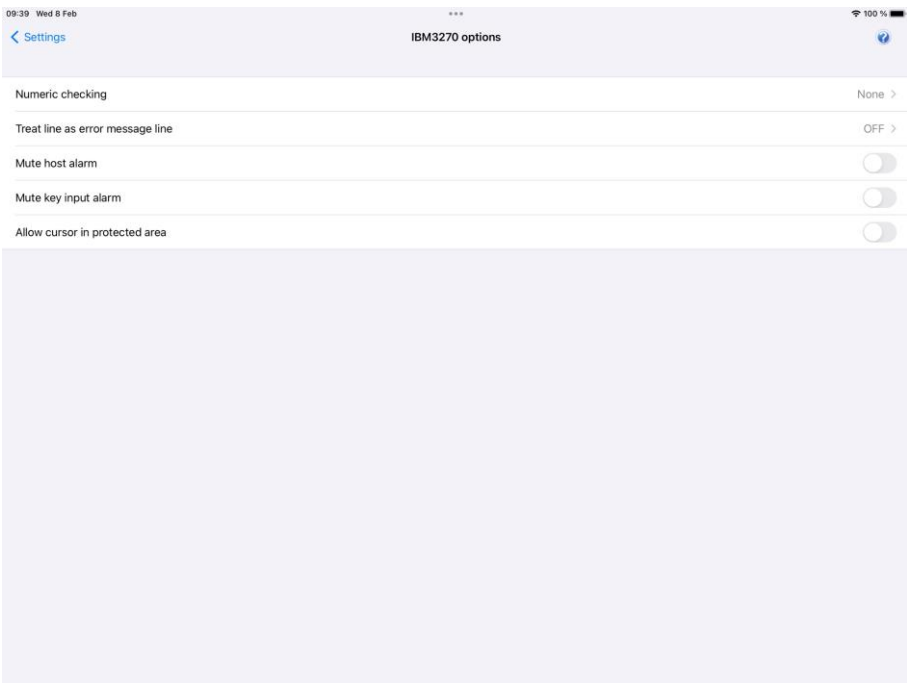 09:39 Wed 8 Feb
100 %
Settings
IBM3270 options
?
Numeric checking
None
Treat line as error message line
OFF
Mute host alarm
Mute key input alarm
Allow cursor in protected area